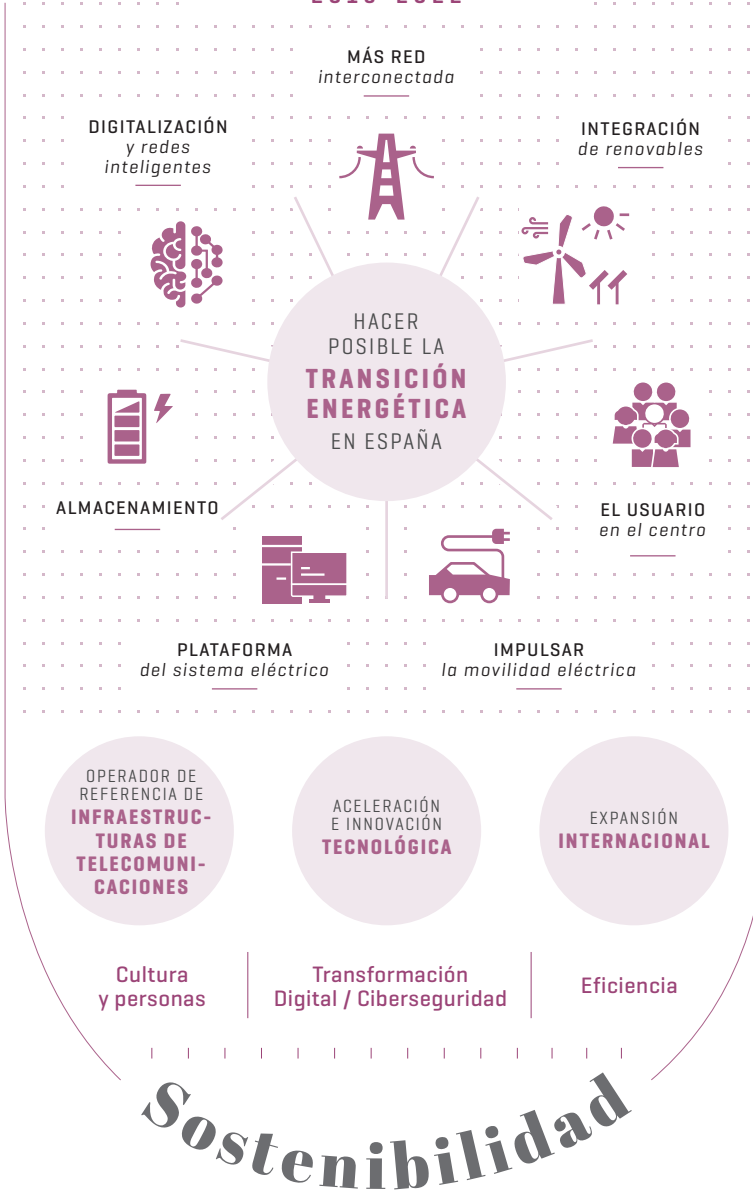 MÁS RED
interconectada
DIGITALIZACIÓN
y redes
inteligentes
INTEGRACIÓN
de renovables
HACER
POSIBLE LA
TRANSICIÓN
ENERGÉTICA
EN ESPAÑA
ALMACENAMIENTO
EL USUARIO
en el centro
PLATAFORMA
del sistema eléctrico
IMPULSAR
la movilidad eléctrica
OPERADOR DE
REFERENCIA DE
INFRAESTRUC-
TURAS DE
TELECOMUNI-
CACIONES
ACELERACIÓN
E INNOVACIÓN
TECNOLÓGICA
EXPANSIÓN
INTERNACIONAL
Cultura
y personas
Transformación
Digital / Ciberseguridad
Eficiencia
Sostenibilidad